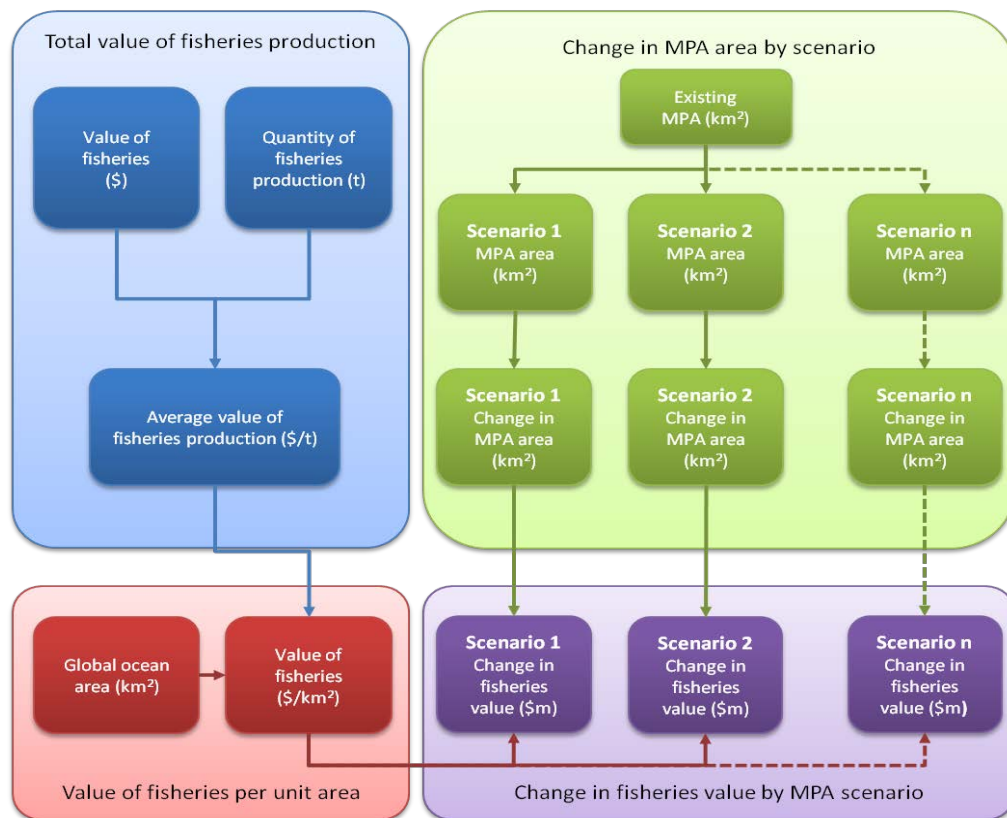 Total value of fisheries production
Value of
fisheries
($)
Quantity of
fisheries
production (t)
Average value of
fisheries production ($/t)
Change in MPA area by scenario
Existing
MPA (km²)
Scenario 1
MPA area
(km²)
Scenario 2
MPA area
(km²)
Scenario n
MPA area
(km²)
Scenario 1
Change in
MPA area
(km²)
Scenario 2
Change in
MPA area
(km²)
Scenario n
Change in
MPA area
(km²)
Global ocean
area (km²)
Value of
fisheries
($/km²)
Value of fisheries per unit area
Scenario 1
Change in
fisheries
value ($m)
Scenario 2
Change in
fisheries
value ($m)
Scenario n
Change in
fisheries
value ($m)
Change in fisheries value by MPA scenario